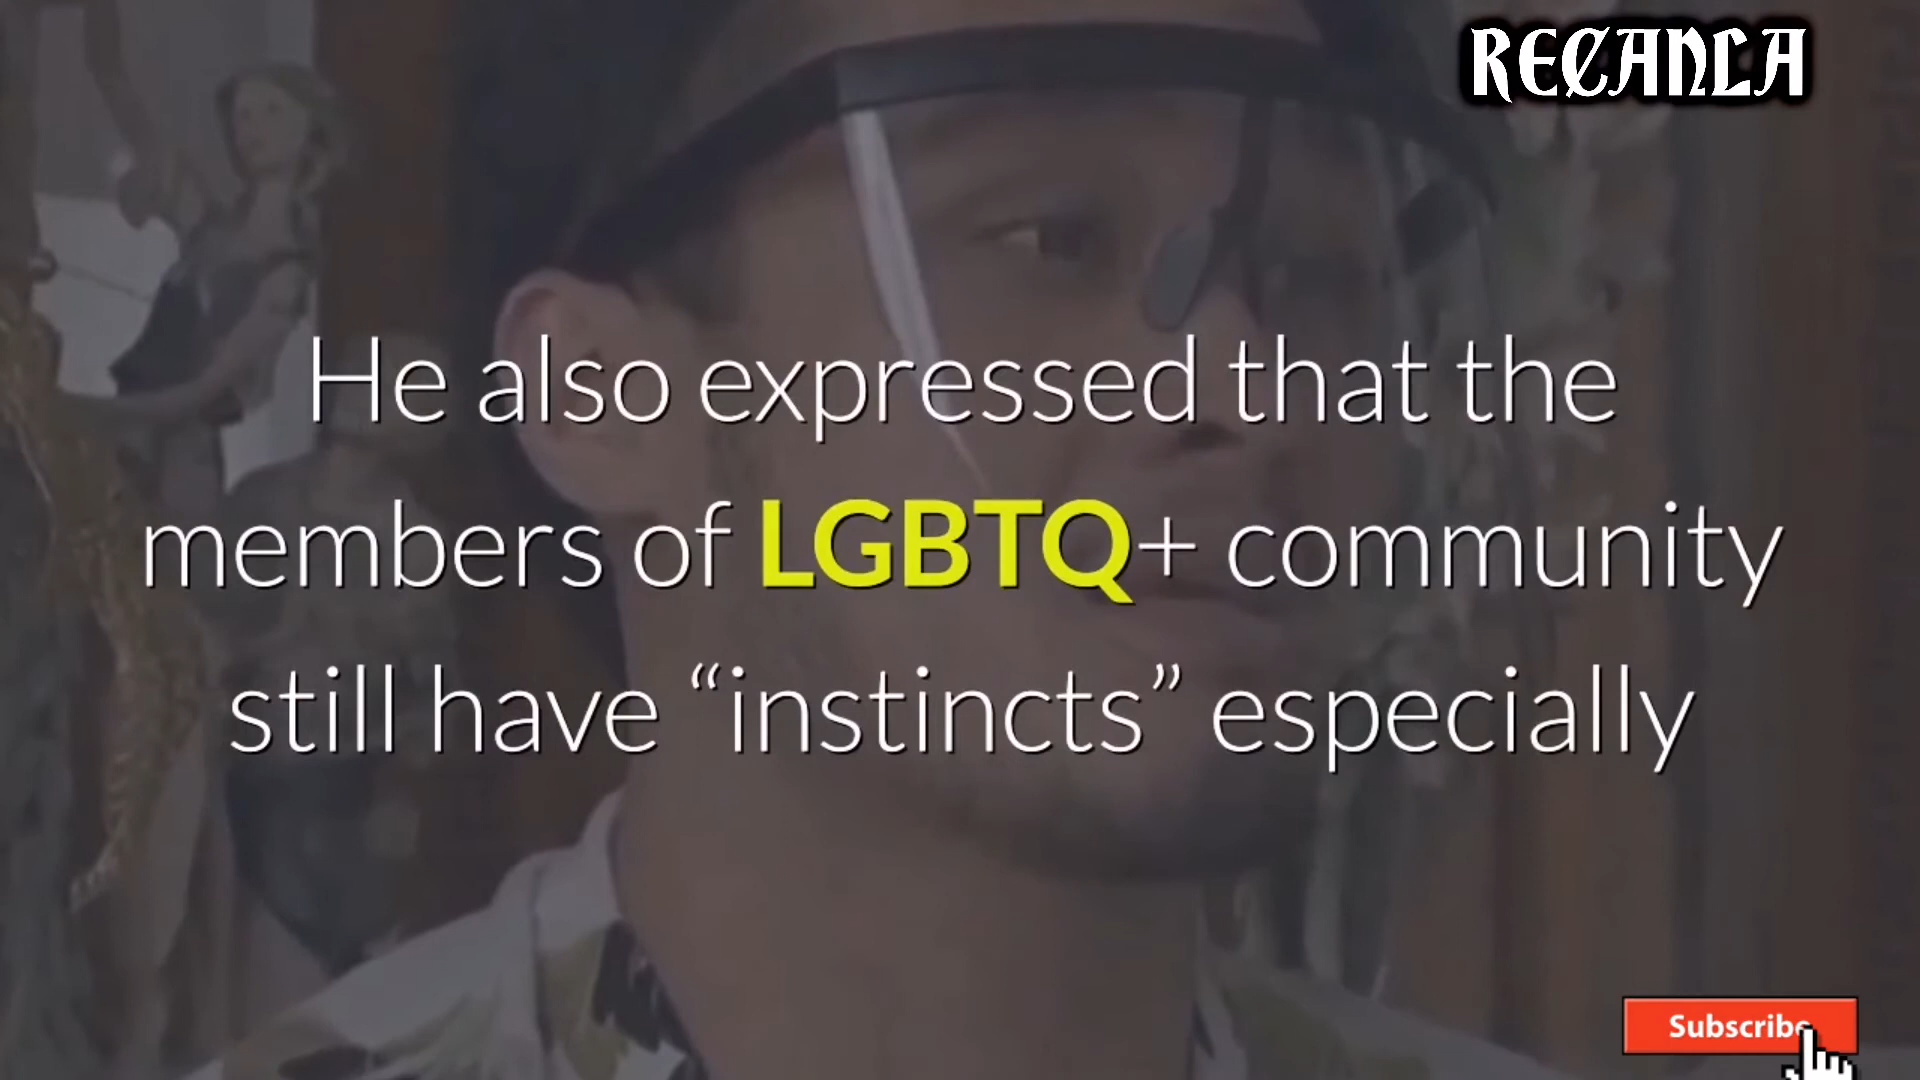 RECANLA
He also expressed that the
members of LGBTQ+ community
still have “instincts” especially
Subscribe